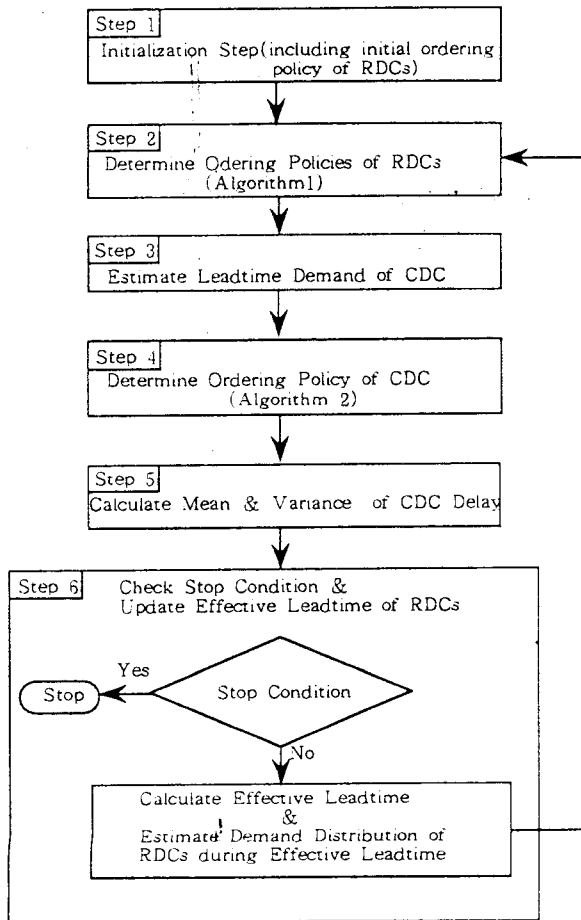 Step 1
Initialization Step(including initial ordering
policy of RDCs)
Step 2
Determine Odering Policies of RDCs
(Algorithm1)
Step 3
Estimate Leadtime Demand of CDC
Step 4
Determine Ordering Policy of CDC
(Algorithm 2)
Step 5
Calculate Mean & Variance of CDC Delay
Step 6
Check Stop Condition &
Update Effective Leadtime of RDCs
Yes
Stop
Stop Condition
No
Calculate Effective Leadtime
&
Estimate Demand Distribution of
RDCs during Effective Leadtime